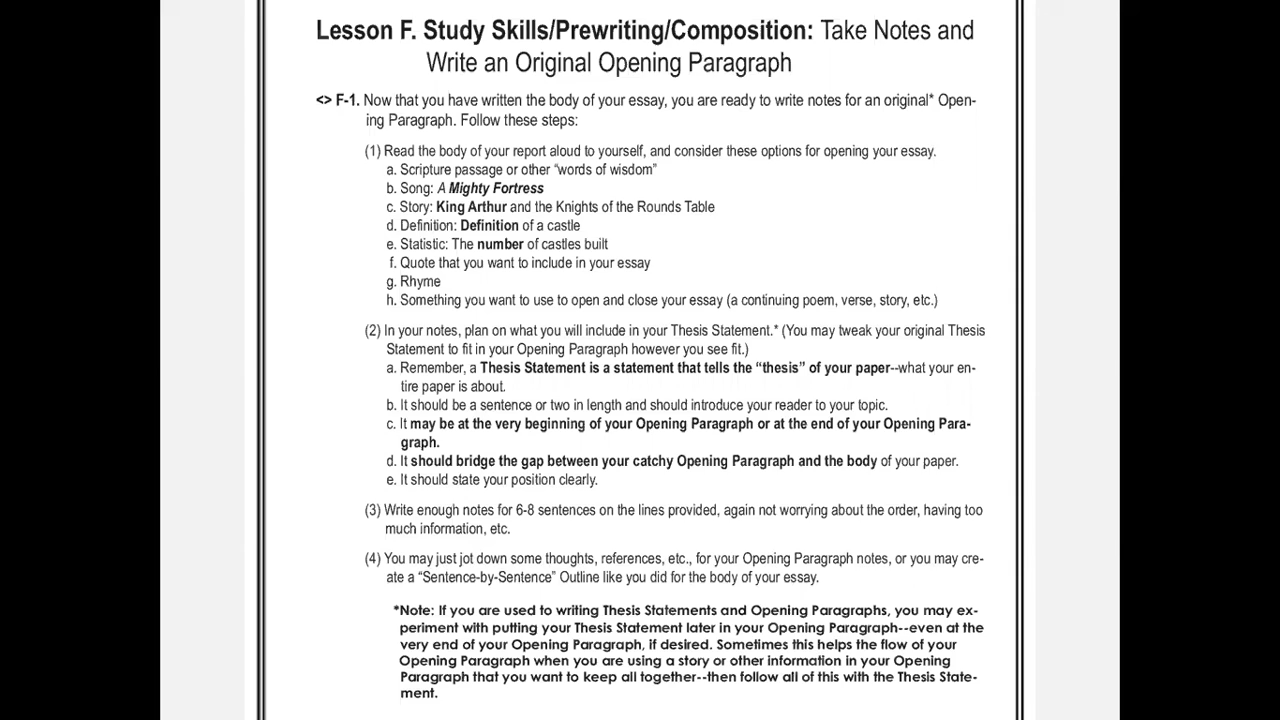 Lesson F. Study Skills/Prewriting/Composition: Take Notes and
Write an Original Opening Paragraph
<> F-1. Now that you have written the body of your essay, you are ready to write notes for an original* Open-
ing Paragraph. Follow these steps:
(1) Read the body of your report aloud to yourself, and consider these options for opening your essay.
a. Scripture passage or other “words of wisdom”
b. Song: A Mighty Fortress
c. Story: King Arthur and the Knights of the Rounds Table
d. Definition: Definition of a castle
e. Statistic: The number of castles built
f. Quote that you want to include in your essay
g. Rhyme
h. Something you want to use to open and close your essay (a continuing poem, verse, story, etc.)
(2) In your notes, plan on what you will include in your Thesis Statement.* (You may tweak your original Thesis
Statement to fit in your Opening Paragraph however you see fit.)
a. Remember, a Thesis Statement is a statement that tells the “thesis” of your paper--what your en-
tire paper is about.
b. It should be a sentence or two in length and should introduce your reader to your topic.
c. It may be at the very beginning of your Opening Paragraph or at the end of your Opening Para-
graph.
d. It should bridge the gap between your catchy Opening Paragraph and the body of your paper.
e. It should state your position clearly.
(3) Write enough notes for 6-8 sentences on the lines provided, again not worrying about the order, having too
much information, etc.
(4) You may just jot down some thoughts, references, etc., for your Opening Paragraph notes, or you may cre-
ate a “Sentence-by-Sentence” Outline like you did for the body of your essay.
*Note: If you are used to writing Thesis Statements and Opening Paragraphs, you may ex-
periment with putting your Thesis Statement later in your Opening Paragraph--even at the
very end of your Opening Paragraph, if desired. Sometimes this helps the flow of your
Opening Paragraph when you are using a story or other information in your Opening
Paragraph that you want to keep all together--then follow all of this with the Thesis State-
ment.